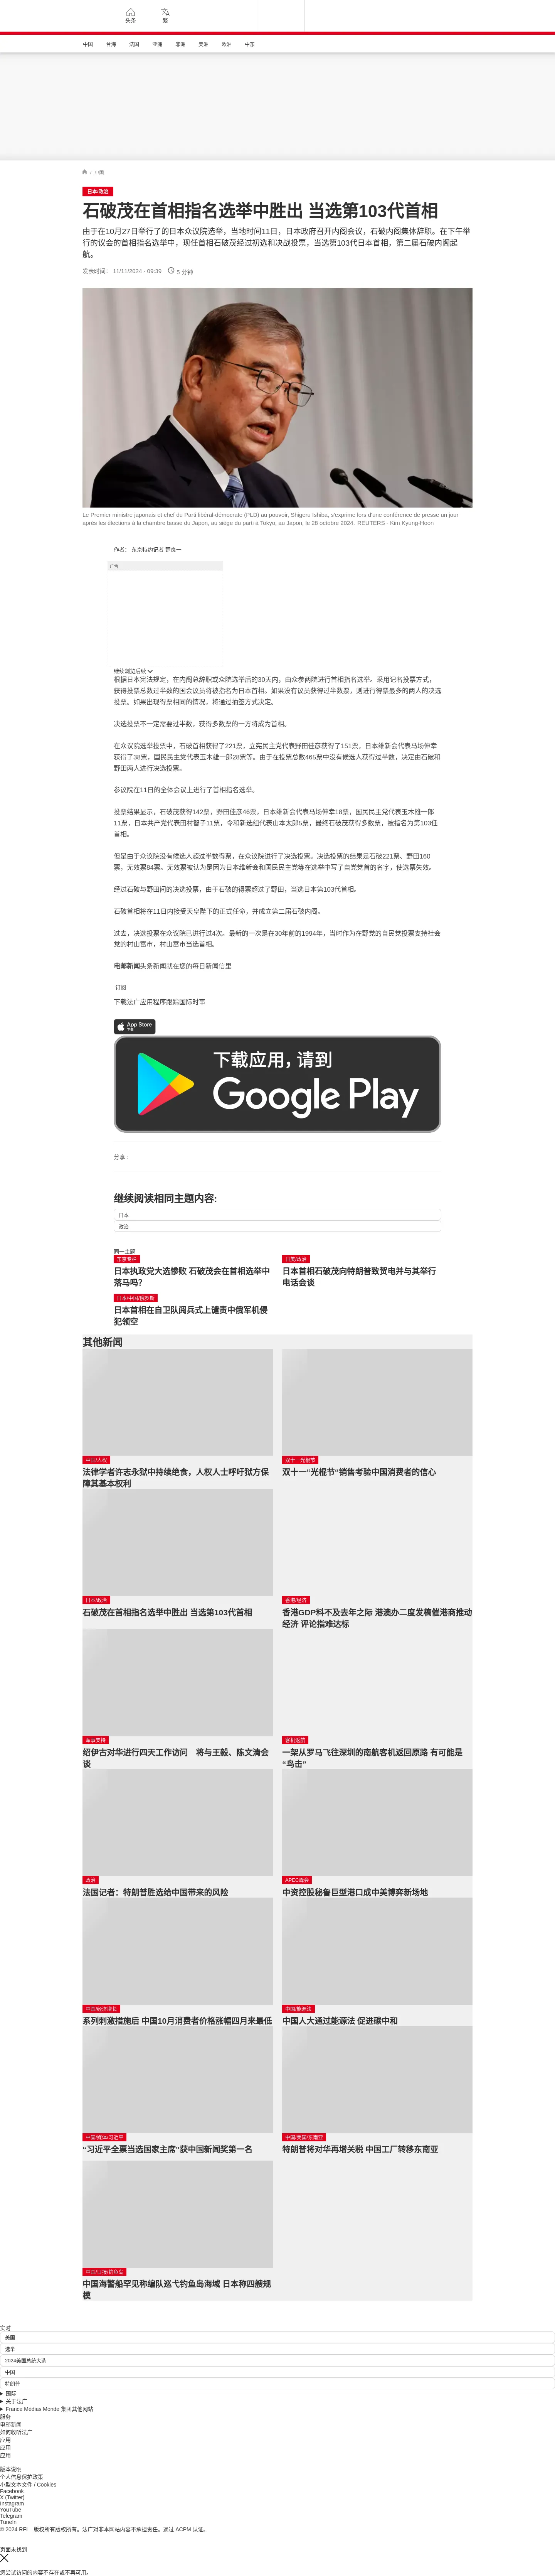 头条
繁
中国
台海
法国
亚洲
非洲
美洲
欧洲
中东
/ 中国
日本/政治
石破茂在首相指名选举中胜出 当选第103代首相
由于在10月27日举行了的日本众议院选举，当地时间11日，日本政府召开内阁会议，石破内阁集体辞职。在下午举
行的议会的首相指名选举中，现任首相石破茂经过初选和决战投票，当选第103代日本首相，第二届石破内阁起
航。
发表时间： 11/11/2024 - 09:39
5 分钟
Le Premier ministre japonais et chef du Parti libéral-démocrate (PLD) au pouvoir, Shigeru Ishiba, s'exprime lors d'une conférence de presse un jour
après les élections à la chambre basse du Japon, au siège du parti à Tokyo, au Japon, le 28 octobre 2024. REUTERS - Kim Kyung-Hoon
作者： 东京特约记者 楚良一
广告
继续浏览后续
根据日本宪法规定，在内阁总辞职或众院选举后的30天内，由众参两院进行首相指名选举。采用记名投票方式，
获得投票总数过半数的国会议员将被指名为日本首相。如果没有议员获得过半数票，则进行得票最多的两人的决选
投票。如果出现得票相同的情况，将通过抽签方式决定。
决选投票不一定需要过半数，获得多数票的一方将成为首相。
在众议院选举投票中，石破首相获得了221票，立宪民主党代表野田佳彦获得了151票，日本维新会代表马场伸幸
获得了38票，国民民主党代表玉木雄一郎28票等。由于在投票总数465票中没有候选人获得过半数，决定由石破和
野田两人进行决选投票。
参议院在11日的全体会议上进行了首相指名选举。
投票结果显示，石破茂获得142票，野田佳彦46票，日本维新会代表马场伸幸18票，国民民主党代表玉木雄一郎
11票，日本共产党代表田村智子11票，令和新选组代表山本太郎5票，最终石破茂获得多数票，被指名为第103任
首相。
但是由于众议院没有候选人超过半数得票，在众议院进行了决选投票。决选投票的结果是石破221票、野田160
票，无效票84票。无效票被认为是因为日本维新会和国民民主党等在选举中写了自党党首的名字，使选票失效。
经过石破与野田间的决选投票，由于石破的得票超过了野田，当选日本第103代首相。
石破首相将在11日内接受天皇陛下的正式任命，并成立第二届石破内阁。
过去，决选投票在众议院已进行过4次。最新的一次是在30年前的1994年，当时作为在野党的自民党投票支持社会
党的村山富市，村山富市当选首相。
电邮新闻头条新闻就在您的每日新闻信里
订阅
下载法广应用程序跟踪国际时事
App Store
下载
下载应用，请到
Google Play
分享 :
继续阅读相同主题内容:
日本
政治
同一主题
东京专栏
日本执政党大选惨败 石破茂会在首相选举中
落马吗？
日美/政治
日本首相石破茂向特朗普致贺电并与其举行
电话会谈
日本/中国/俄罗斯
日本首相在自卫队阅兵式上谴责中俄军机侵
犯领空
其他新闻
中国/人权
法律学者许志永狱中持续绝食，人权人士呼吁狱方保
障其基本权利
双十一光棍节
双十一“光棍节“销售考验中国消费者的信心
日本/政治
石破茂在首相指名选举中胜出 当选第103代首相
香港/经济
香港GDP料不及去年之际 港澳办二度发稿催港商推动
经济 评论指难达标
军事支持
绍伊古对华进行四天工作访问　将与王毅、陈文清会
谈
客机返航
一架从罗马飞往深圳的南航客机返回原路 有可能是
“鸟击”
政治
法国记者：特朗普胜选给中国带来的风险
APEC峰会
中资控股秘鲁巨型港口成中美博弈新场地
中国/经济增长
系列刺激措施后 中国10月消费者价格涨幅四月来最低
中国/能源法
中国人大通过能源法 促进碳中和
中国/媒体/习近平
“习近平全票当选国家主席”获中国新闻奖第一名
中国/美国/东南亚
特朗普将对华再增关税 中国工厂转移东南亚
中国/日海/钓鱼岛
中国海警船罕见称编队巡弋钓鱼岛海域 日本称四艘规
模
实时
美国
选举
2024美国总统大选
中国
特朗普
国际
关于法广
France Médias Monde 集团其他网站
服务
电邮新闻
如何收听法广
应用
应用
应用
版本说明
个人信息保护政策
小型文本文件 / Cookies
Facebook
X (Twitter)
Instagram
YouTube
Telegram
TuneIn
© 2024 RFI – 版权所有版权所有。法广对非本网站内容不承担责任。通过 ACPM 认证。
页面未找到
您尝试访问的内容不存在或不再可用。